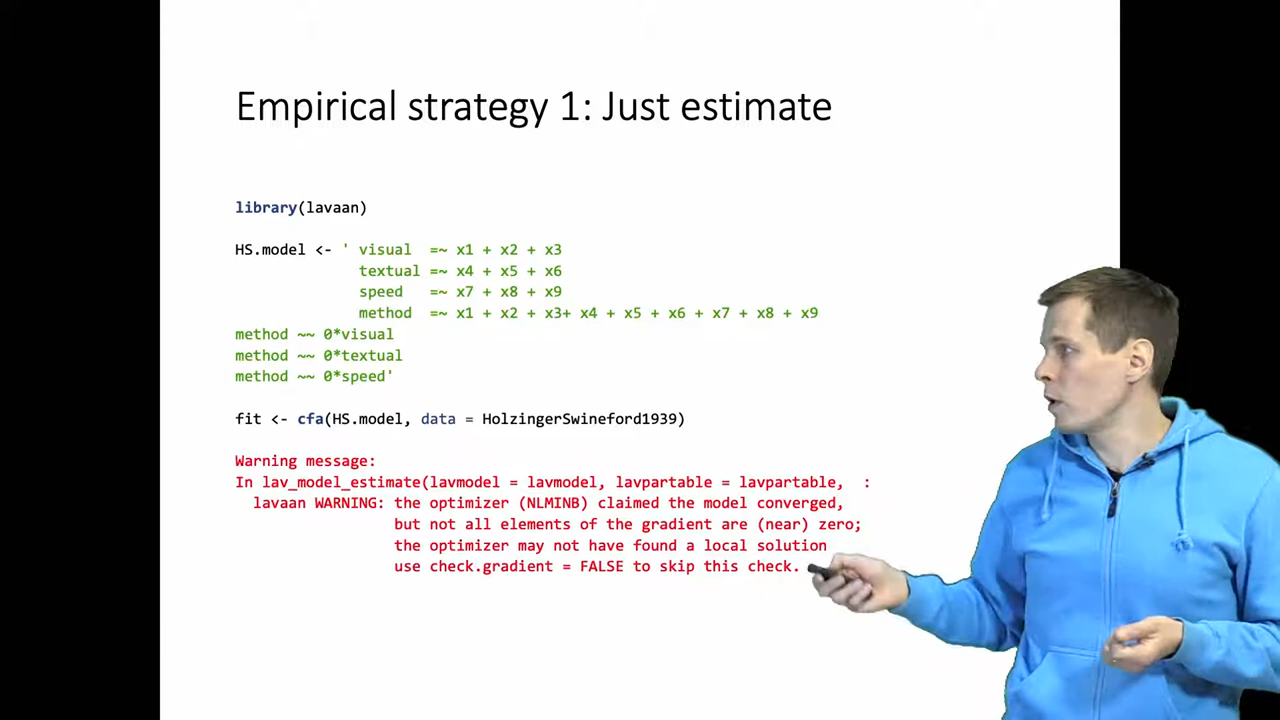 Empirical strategy 1: Just estimate
library(lavaan)
HS.model <- ' visual =~ x1 + x2 + x3
textual =~ x4 + x5 + x6
speed =~ x7 + x8 + x9
method =~ x1 + x2 + x3+ x4 + x5 + x6 + x7 + x8 + x9
method ~~ 0*visual
method ~~ 0*textual
method ~~ 0*speed'
fit <- cfa(HS.model, data = HolzingerSwineford1939)
Warning message:
In lav_model_estimate(lavmodel = lavmodel, lavpartable = lavpartable, :
lavaan WARNING: the optimizer (NLMINB) claimed the model converged,
but not all elements of the gradient are (near) zero;
the optimizer may not have found a local solution
use check.gradient = FALSE to skip this check.